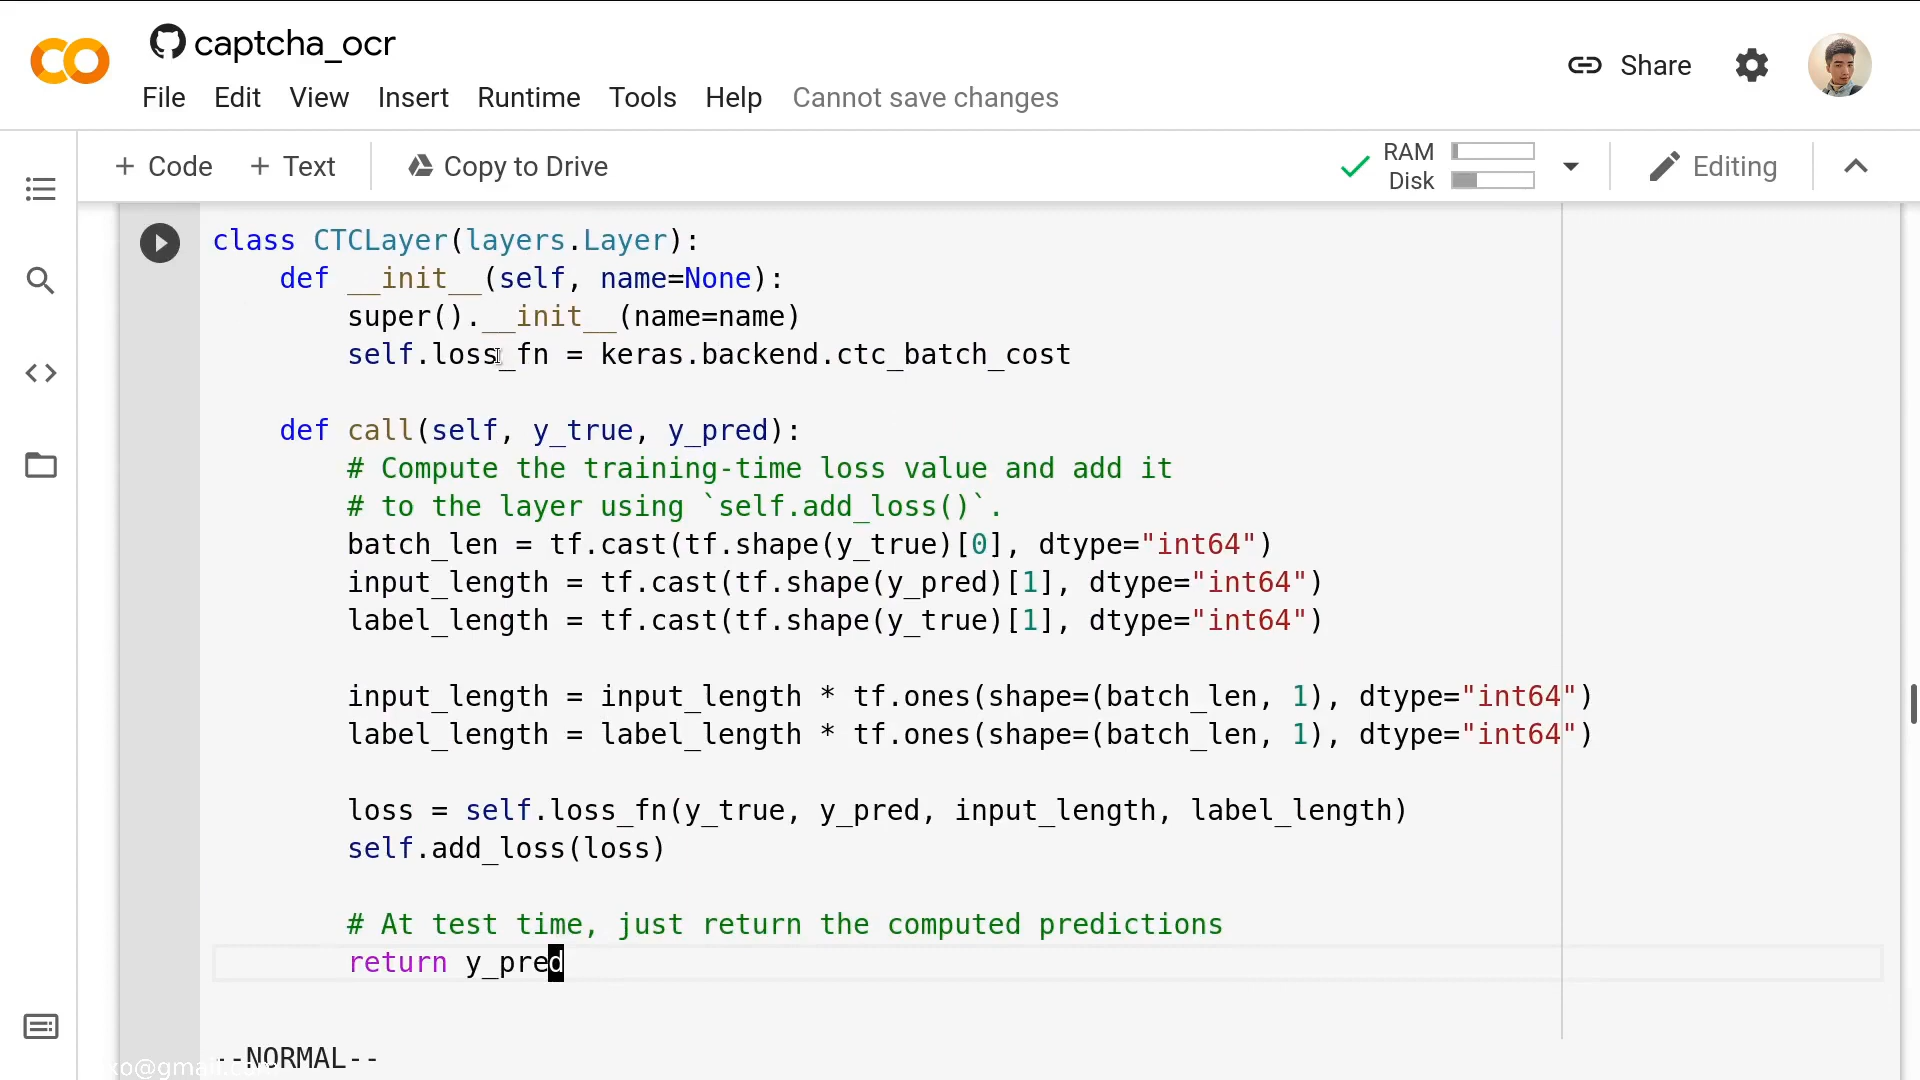 captcha_ocr
Share
File Edit View Insert Runtime Tools Help Cannot save changes
+ Code + Text Copy to Drive RAM Disk Editing
class CTCLayer(layers.Layer):
    def __init__(self, name=None):
        super().__init__(name=name)
        self.loss_fn = keras.backend.ctc_batch_cost
    def call(self, y_true, y_pred):
        # Compute the training-time loss value and add it
        # to the layer using `self.add_loss()`.
        batch_len = tf.cast(tf.shape(y_true)[0], dtype="int64")
        input_length = tf.cast(tf.shape(y_pred)[1], dtype="int64")
        label_length = tf.cast(tf.shape(y_true)[1], dtype="int64")
        input_length = input_length * tf.ones(shape=(batch_len, 1), dtype="int64")
        label_length = label_length * tf.ones(shape=(batch_len, 1), dtype="int64")
        loss = self.loss_fn(y_true, y_pred, input_length, label_length)
        self.add_loss(loss)
        # At test time, just return the computed predictions
        return y_pred
--NORMAL--